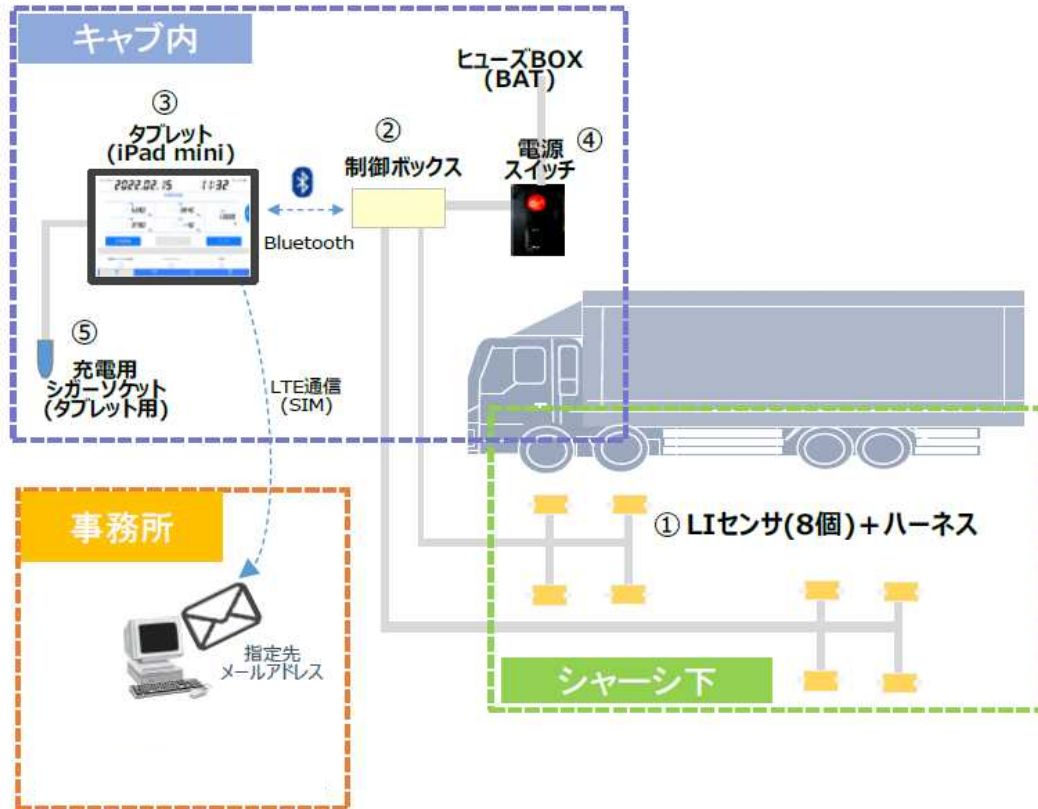 キャブ内
ヒューズBOX
(BAT)
③
タブレット
(iPad mini)
②
制御ボックス
④
電源
スイッチ
2022.02.15 11:32
Bluetooth
⑤
充電用
シガーソケット
(タブレット用)
LTE通信
(SIM)
事務所
①LIセンサ(8個)+ハーネス
指定先
メールアドレス
シャーシ下